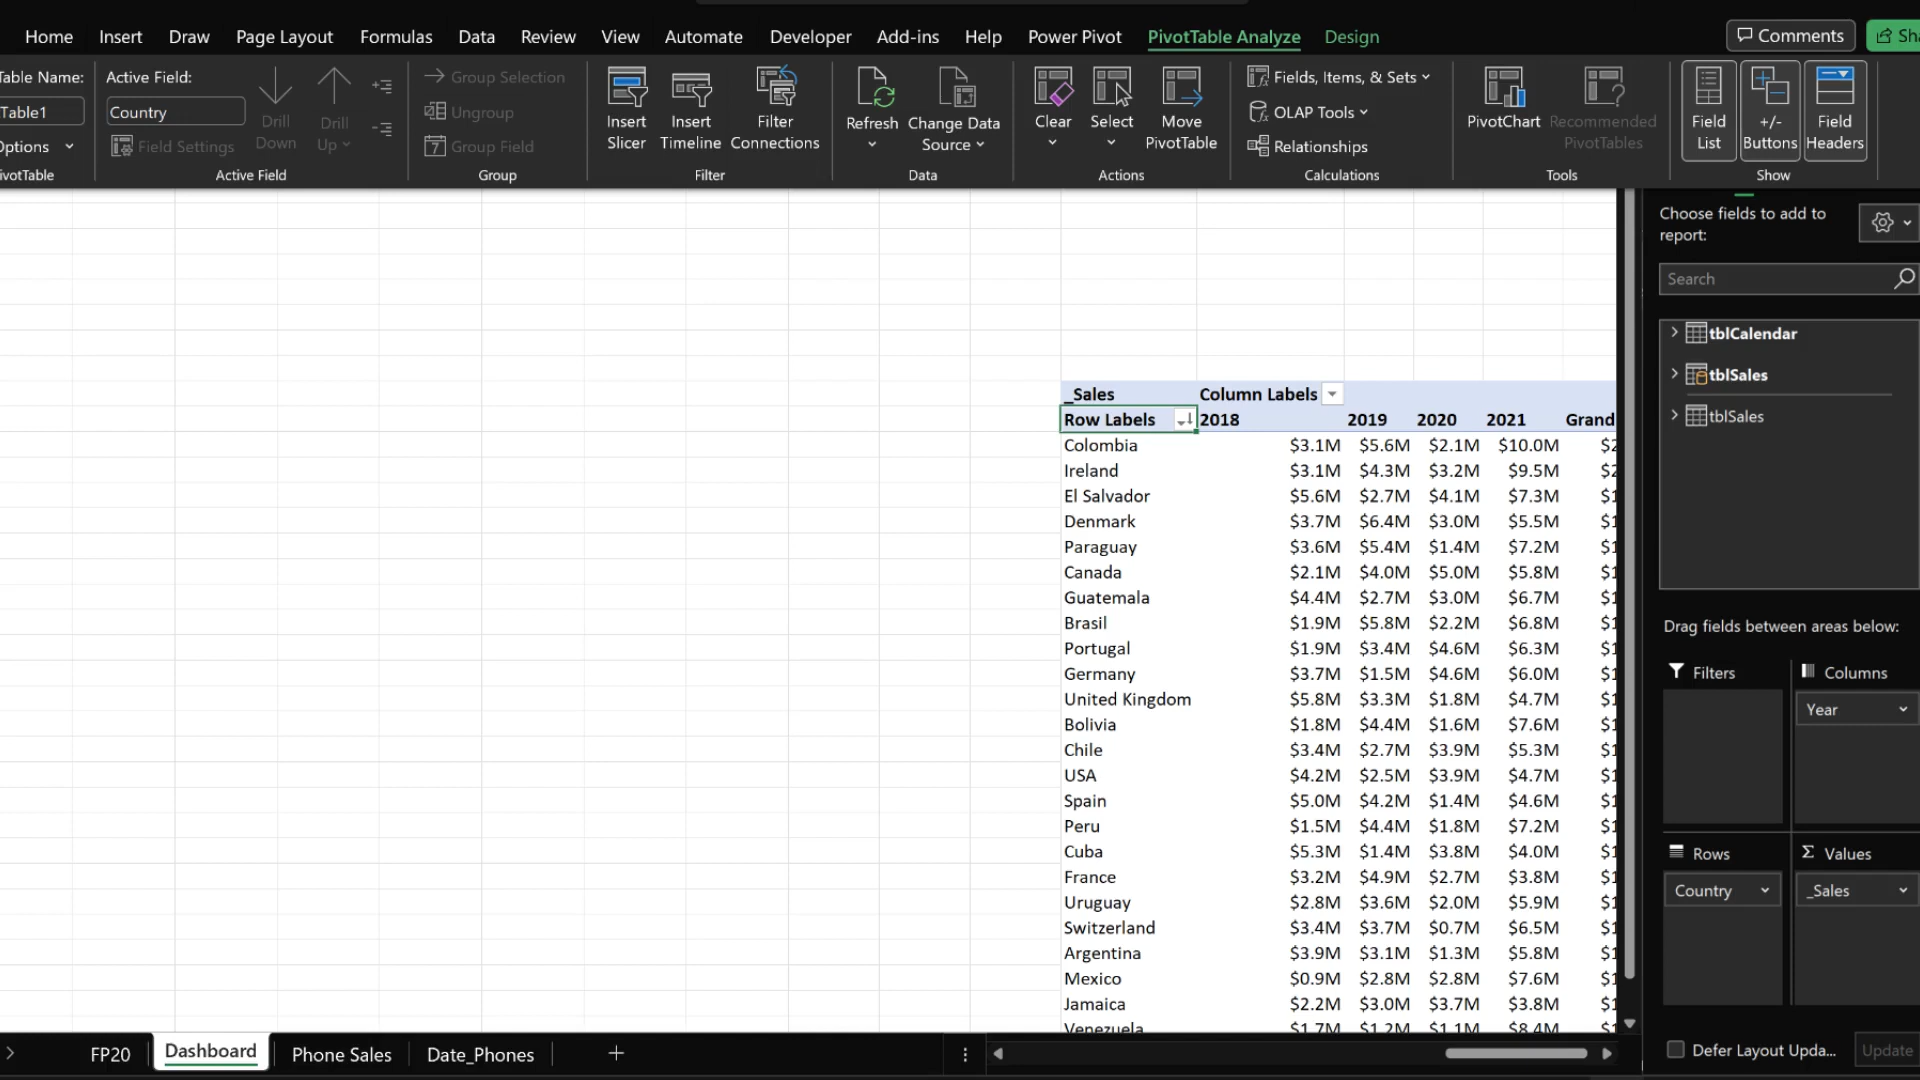 Home Insert Draw Page Layout Formulas Data Review View Automate Developer Add-ins Help Power Pivot PivotTable Analyze Design Comments
Table Name:
Table1
Options
Active Field:
Country
Field Settings
Drill Down
Drill Up
Active Field
Group Selection
Ungroup
Group Field
Group
Insert Slicer
Insert Timeline
Filter Connections
Filter
Refresh
Change Data Source
Data
Clear
Select
Move PivotTable
Actions
Fields, Items, & Sets
OLAP Tools
Relationships
Calculations
PivotChart
Recommended PivotTables
Tools
Field List
+/- Buttons
Field Headers
Show
_Sales Column Labels
Row Labels 2018 2019 2020 2021 Grand
Colombia $3.1M $5.6M $2.1M $10.0M
Ireland $3.1M $4.3M $3.2M $9.5M
El Salvador $5.6M $2.7M $4.1M $7.3M
Denmark $3.7M $6.4M $3.0M $5.5M
Paraguay $3.6M $5.4M $1.4M $7.2M
Canada $2.1M $4.0M $5.0M $5.8M
Guatemala $4.4M $2.7M $3.0M $6.7M
Brasil $1.9M $5.8M $2.2M $6.8M
Portugal $1.9M $3.4M $4.6M $6.3M
Germany $3.7M $1.5M $4.6M $6.0M
United Kingdom $5.8M $3.3M $1.8M $4.7M
Bolivia $1.8M $4.4M $1.6M $7.6M
Chile $3.4M $2.7M $3.9M $5.3M
USA $4.2M $2.5M $3.9M $4.7M
Spain $5.0M $4.2M $1.4M $4.6M
Peru $1.5M $4.4M $1.8M $7.2M
Cuba $5.3M $1.4M $3.8M $4.0M
France $3.2M $4.9M $2.7M $3.8M
Uruguay $2.8M $3.6M $2.0M $5.9M
Switzerland $3.4M $3.7M $0.7M $6.5M
Argentina $3.9M $3.1M $1.3M $5.8M
Mexico $0.9M $2.8M $2.8M $7.6M
Jamaica $2.2M $3.0M $3.7M $3.8M
Venezuela $1.7M $1.2M $1.1M $8.4M
Choose fields to add to
report:
Search
tblCalendar
tblSales
tblSales
Drag fields between areas below:
Filters
Columns
Year
Rows
Country
Values
_Sales
Defer Layout Upda... Update
FP20 Dashboard Phone Sales Date_Phones